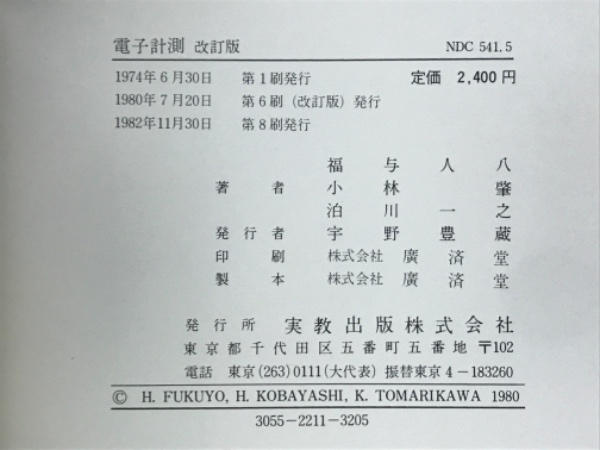 電子計測 改訂版 NDC 541.5
1974年6月30日 第1刷発行 定価 2,400円
1980年7月20日 第6刷(改訂版)発行
1982年11月30日 第8刷発行
福与人八
著者 小林肇
泊川一之
発行者 宇野豊蔵
印刷 株式会社 廣済堂
製本 株式会社 廣済堂
発行所 実教出版株式会社
東京都千代田区五番町五番地 〒102
電話 東京(263)0111(大代表) 振替東京4-183260
© H. FUKUYO, H. KOBAYASHI, K. TOMARIKAWA 1980
3055-2211-3205